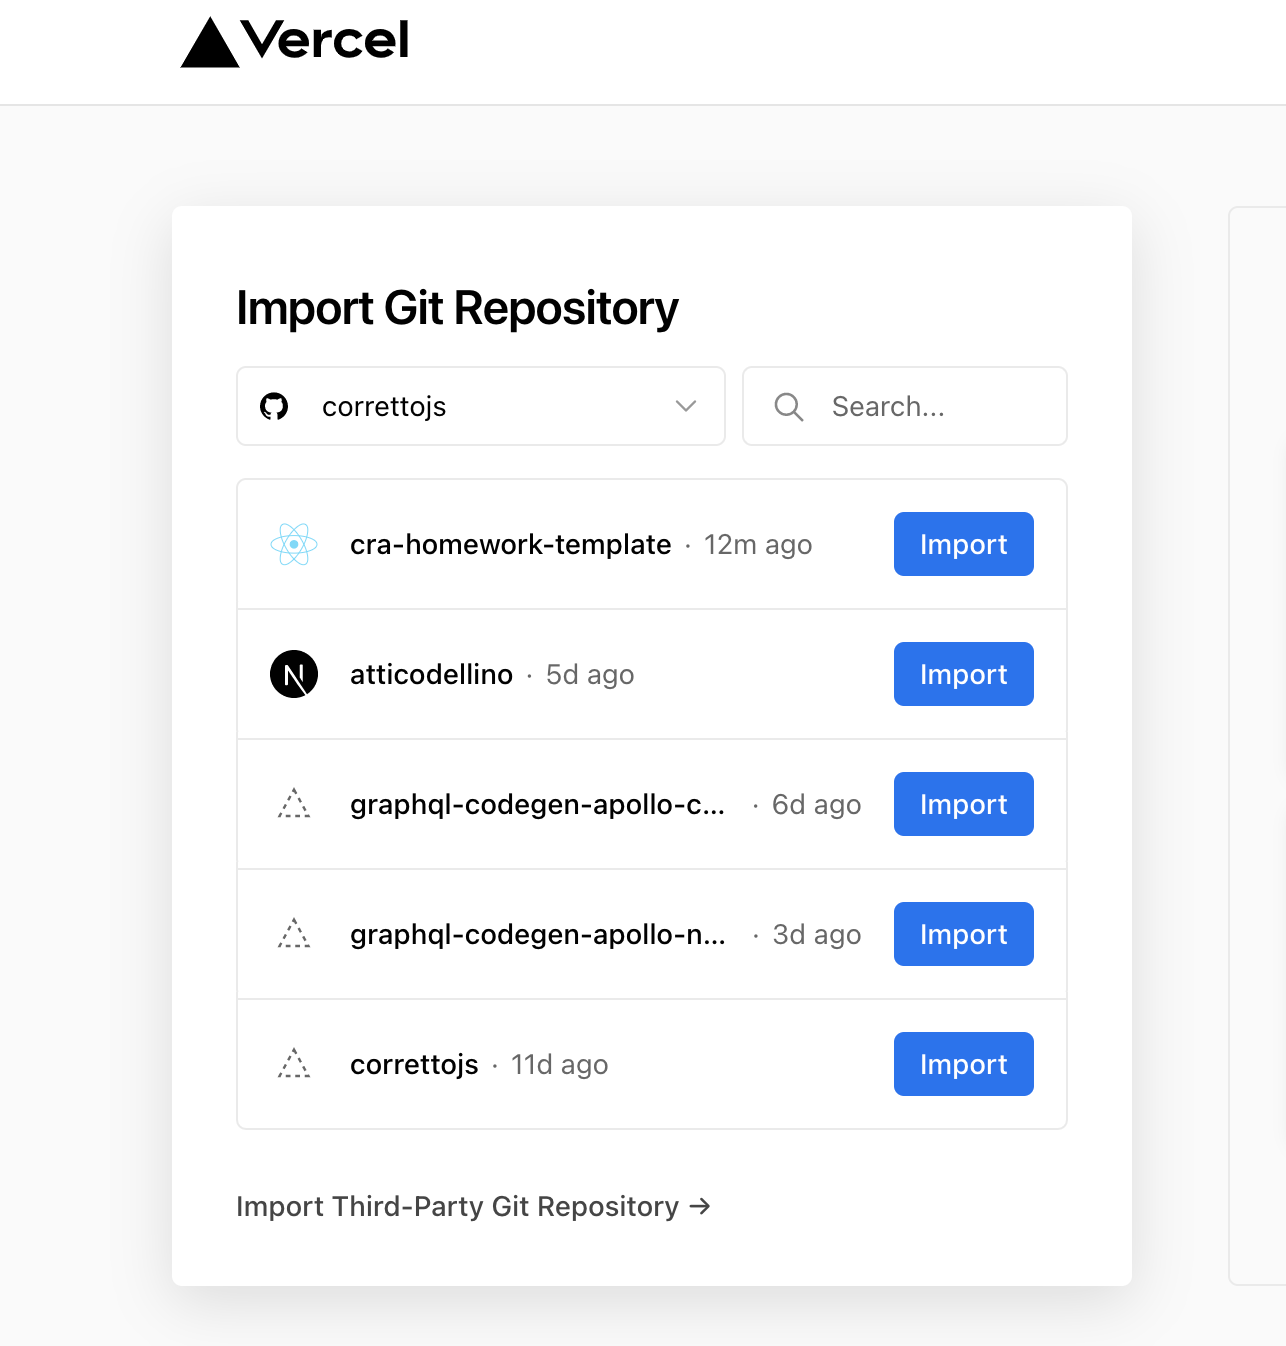 Vercel
Import Git Repository
correttojs
Search...
cra-homework-template · 12m ago
Import
atticodellino · 5d ago
Import
graphql-codegen-apollo-c... · 6d ago
Import
graphql-codegen-apollo-n... · 3d ago
Import
correttojs · 11d ago
Import
Import Third-Party Git Repository →